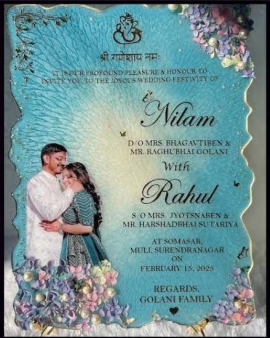 श्री गणेशाय नमः
IT IS OUR PROFOUND PLEASURE & HONOUR TO
INVITE YOU TO THE JOYOUS WEDDING FESTIVITY OF
Nilam
D/O MRS. BHAGAVTIBEN &
MR. RAGHUBHAI GOLANI
With
Rahul
S/O MRS. JYOTSNABEN &
MR. HARSHADBHAI SUTARIYA
AT SOMASAR,
MULI, SURENDRANAGAR
ON
FEBRUARY 15, 2025
REGARDS,
GOLANI FAMILY